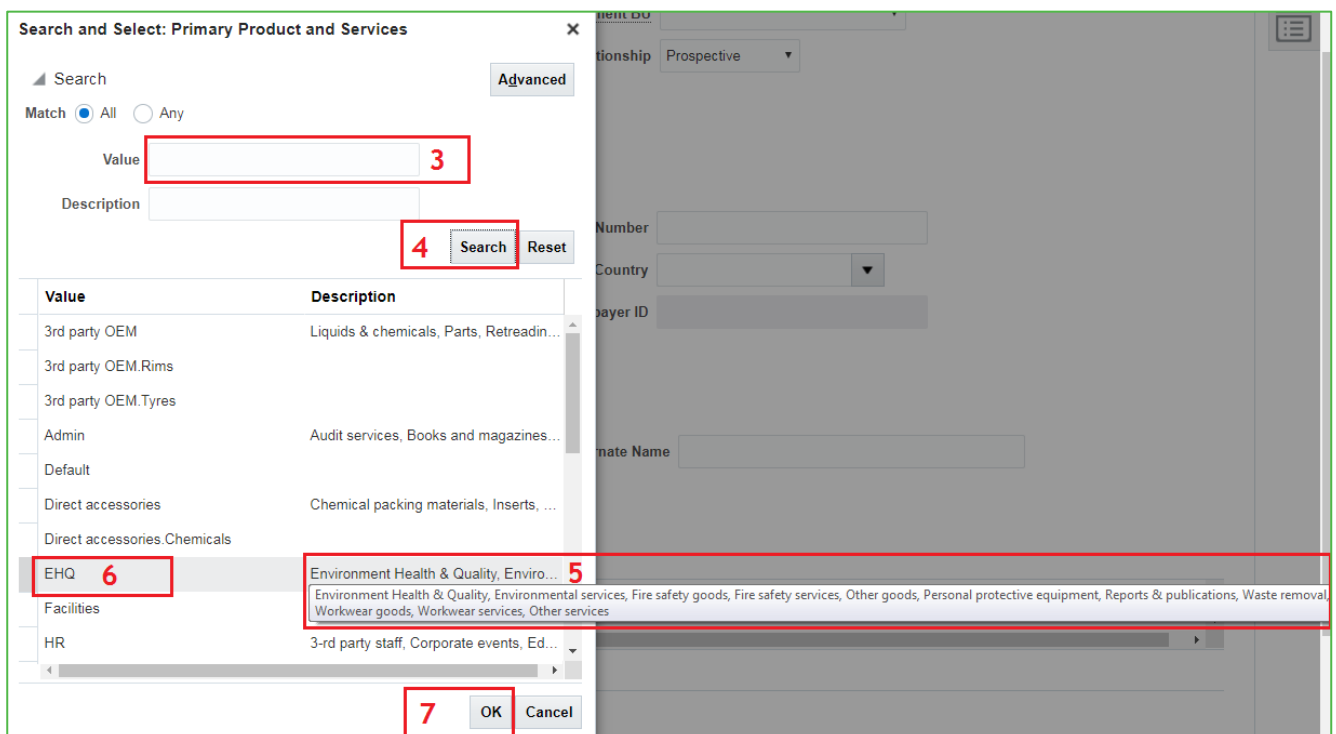 Search and Select: Primary Product and Services
Search
Advanced
Match All Any
Value 3
Description
4 Search Reset
Value Description
3rd party OEM Liquids & chemicals, Parts, Retreadin...
3rd party OEM.Rims
3rd party OEM.Tyres
Admin Audit services, Books and magazines...
Default
Direct accessories Chemical packing materials, Inserts, ...
Direct accessories.Chemicals
EHQ 6 Environment Health & Quality, Enviro... 5
Environment Health & Quality, Environmental services, Fire safety goods, Fire safety services, Other goods, Personal protective equipment, Reports & publications, Waste removal,
Workwear goods, Workwear services, Other services
Facilities
HR 3-rd party staff, Corporate events, Ed...
7 OK Cancel
BU
tionship Prospective
Number
Country
payer ID
rnate Name